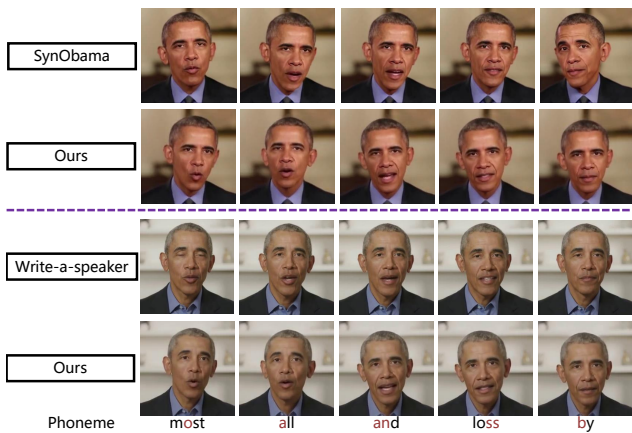 SynObama
Ours
Write-a-speaker
Ours
Phoneme most all and loss by